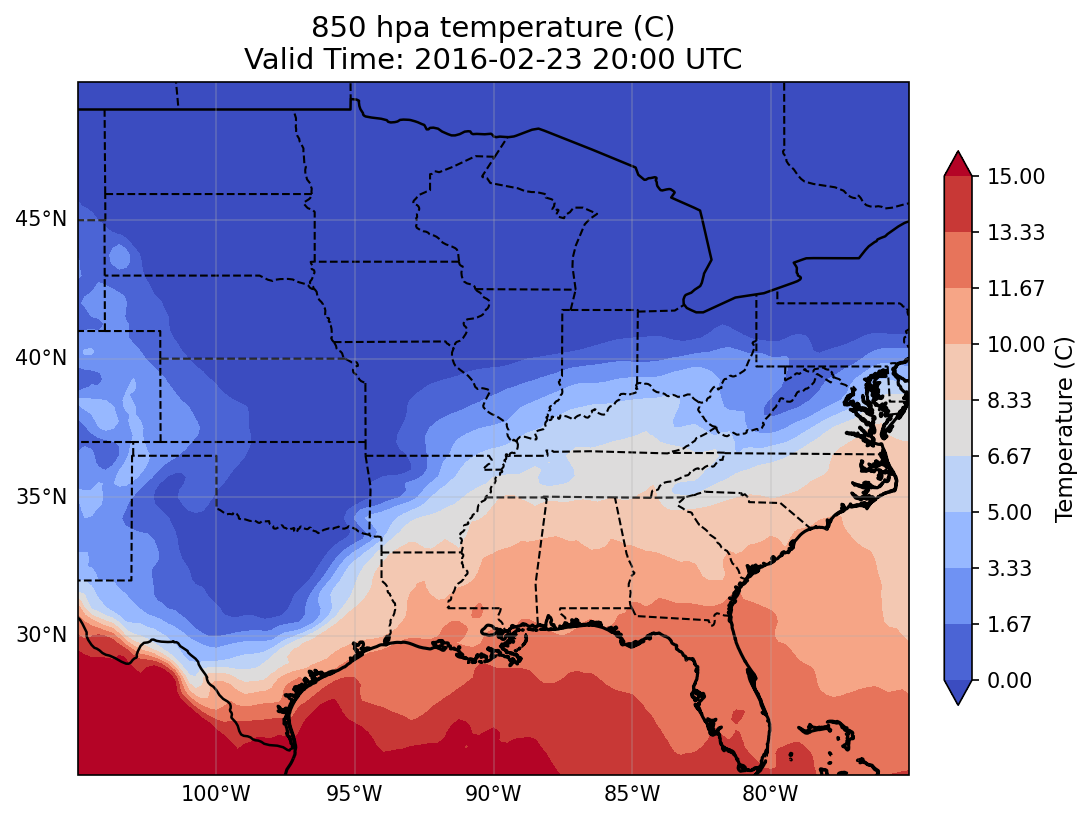 850 hpa temperature (C)
Valid Time: 2016-02-23 20:00 UTC
45°N
40°N
35°N
30°N
100°W
95°W
90°W
85°W
80°W
15.00
13.33
11.67
10.00
8.33
6.67
5.00
3.33
1.67
0.00
Temperature (C)